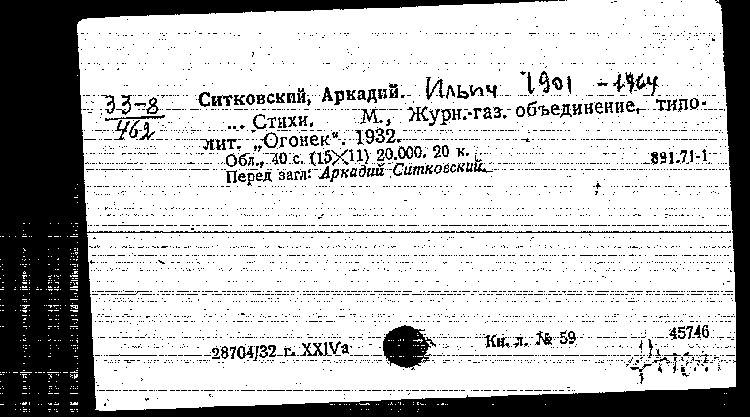 33-8
462
Ситковский, Аркадий. Ильич 1901 -1964
... Стихи. М., Журн.-газ. объединение, типо-
лит. „Огонек“. 1932.
Обл., 40 с. (15×11) 20.000. 20 к. 891.71-1
Перед загл: Аркадий Ситковский.
28704/32 г. XXIVа Кн. л. № 59 45746